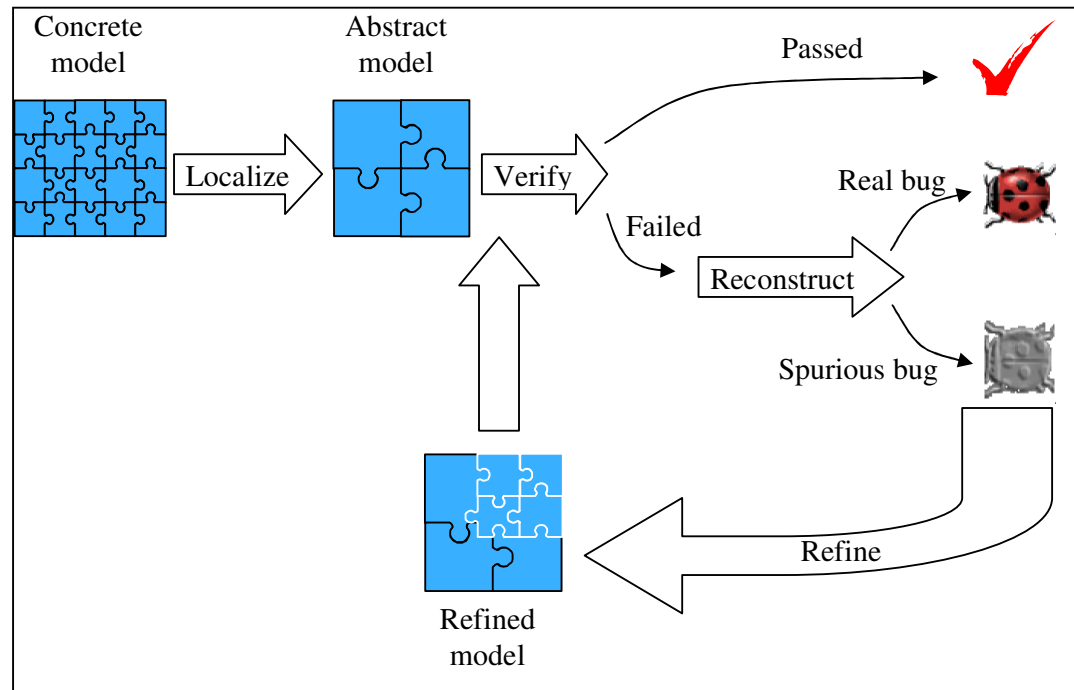 Concrete
model
Abstract
model
Passed
Localize
Verify
Real bug
Failed
Reconstruct
Spurious bug
Refine
Refined
model